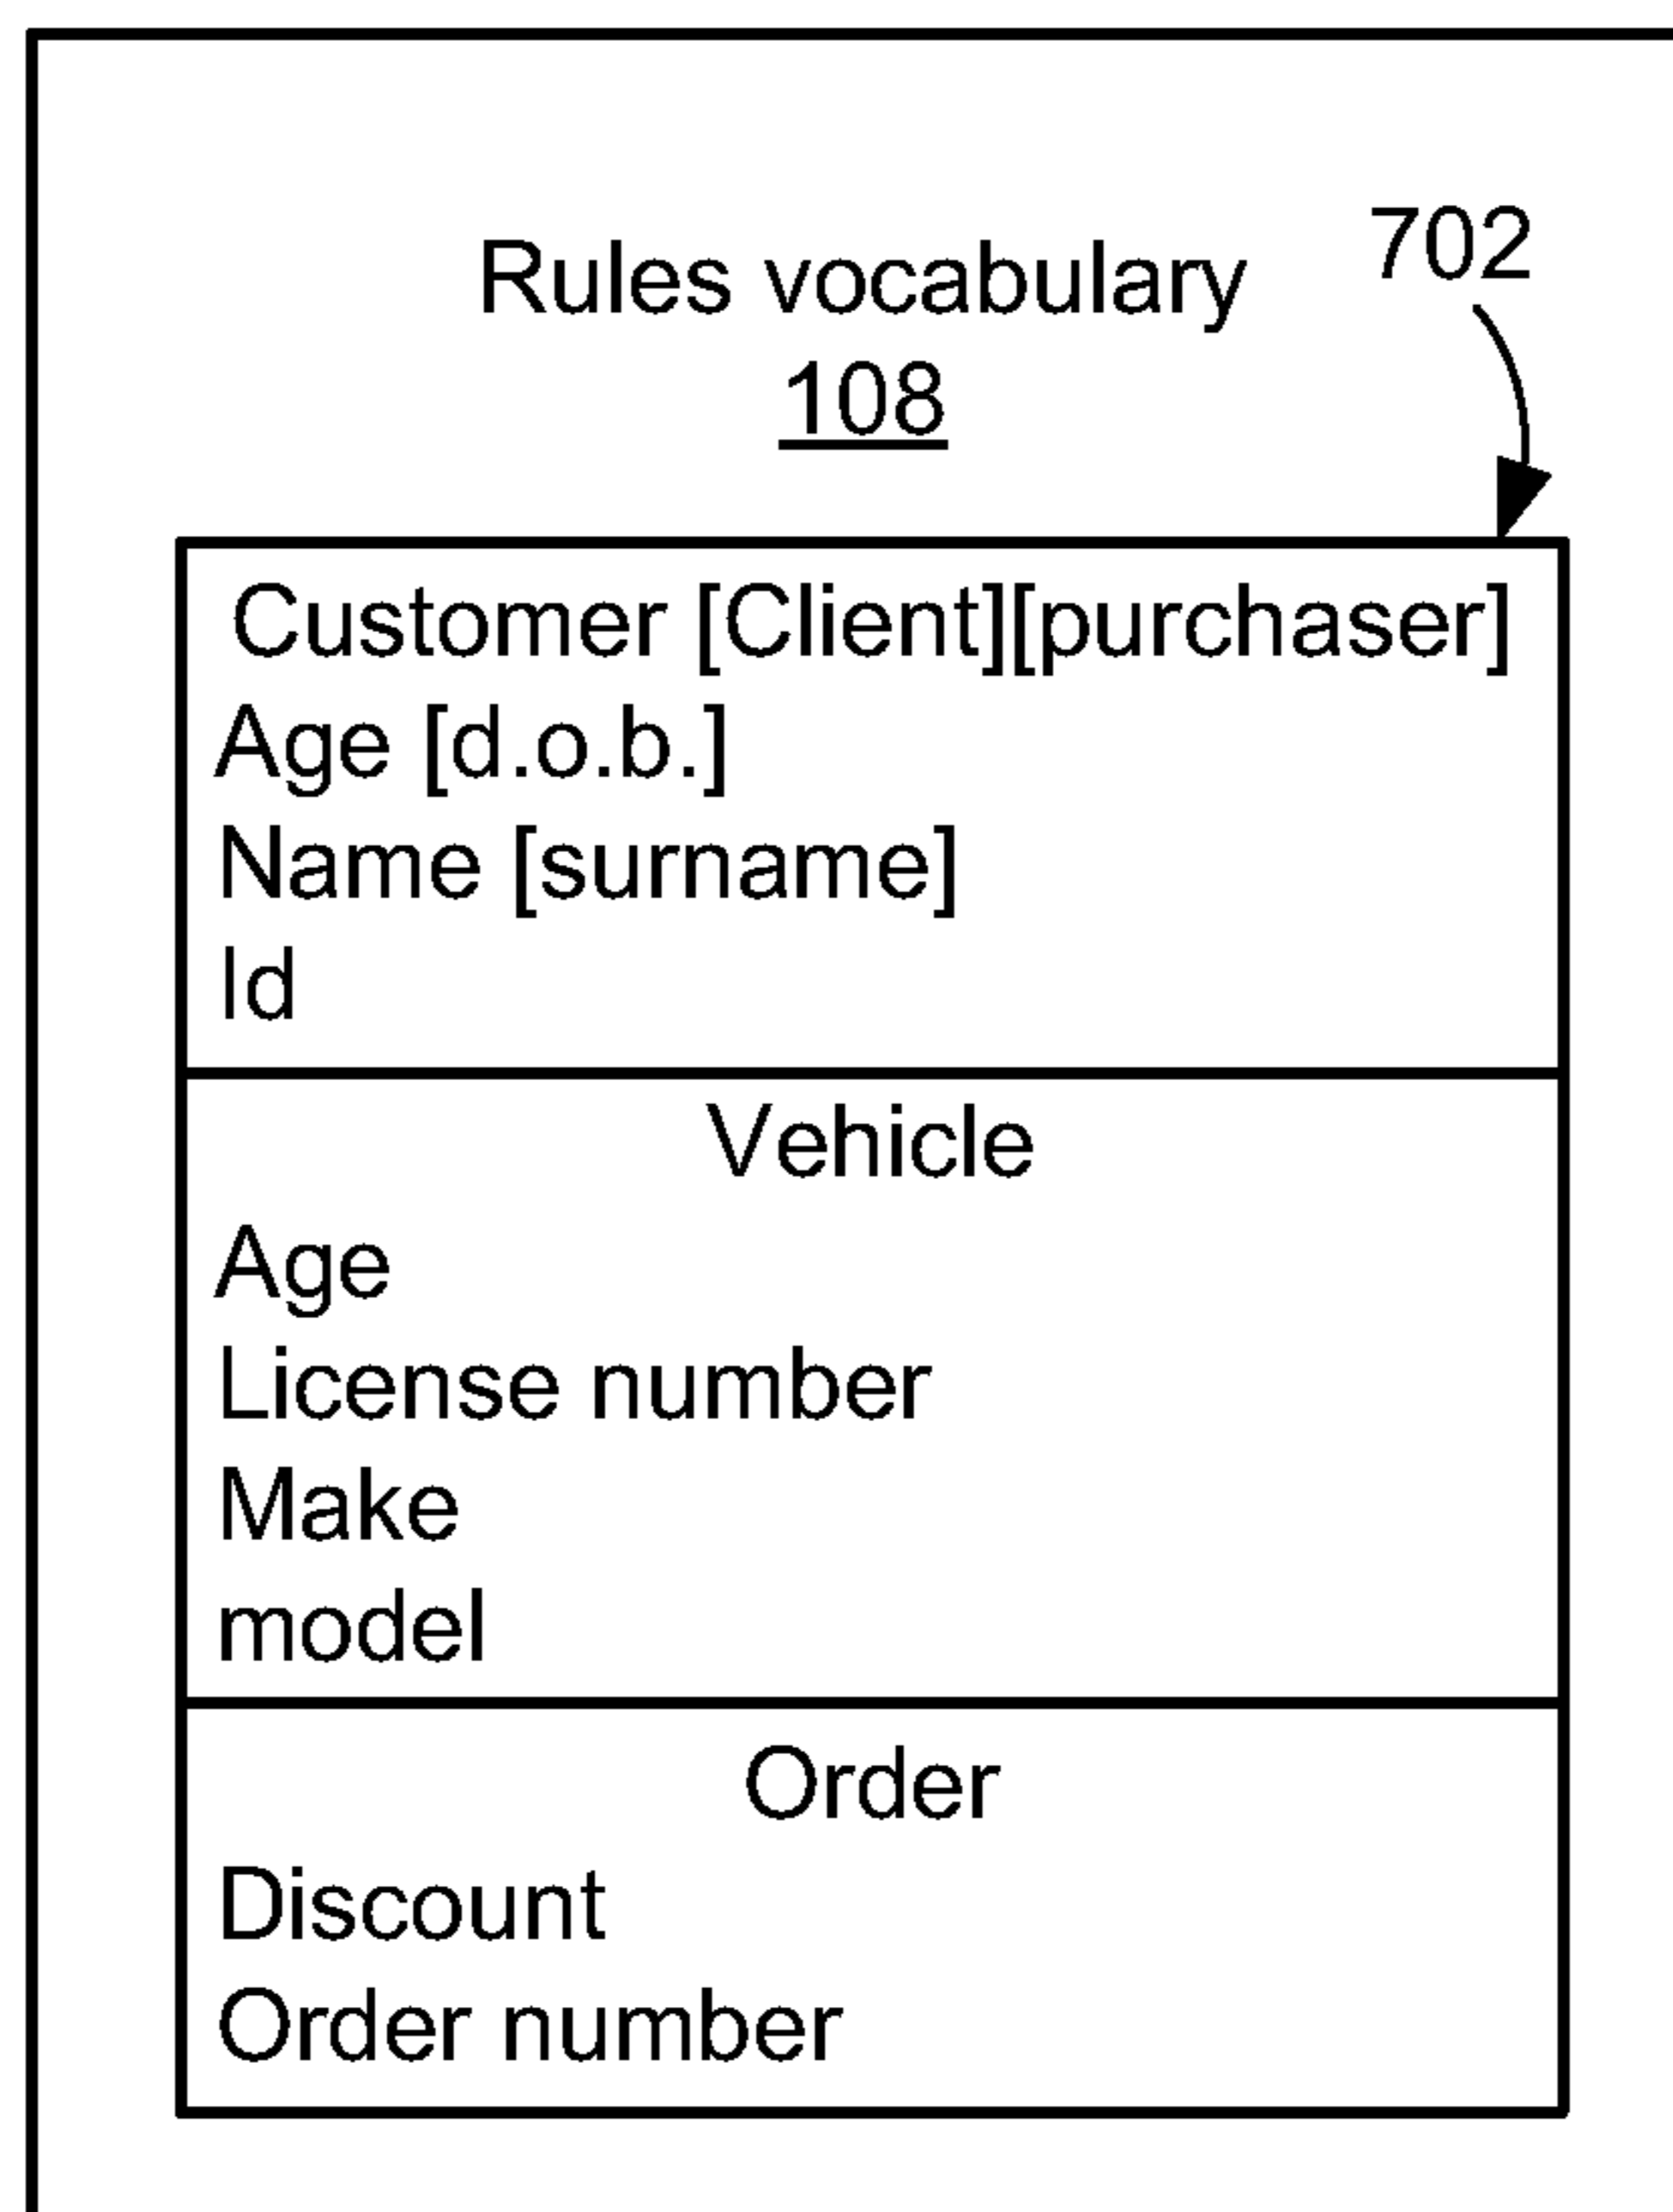 Rules vocabulary
702
108
Customer [Client][purchaser]
Age [d.o.b.]
Name [surname]
Id
Vehicle
Age
License number
Make
model
Order
Discount
Order number